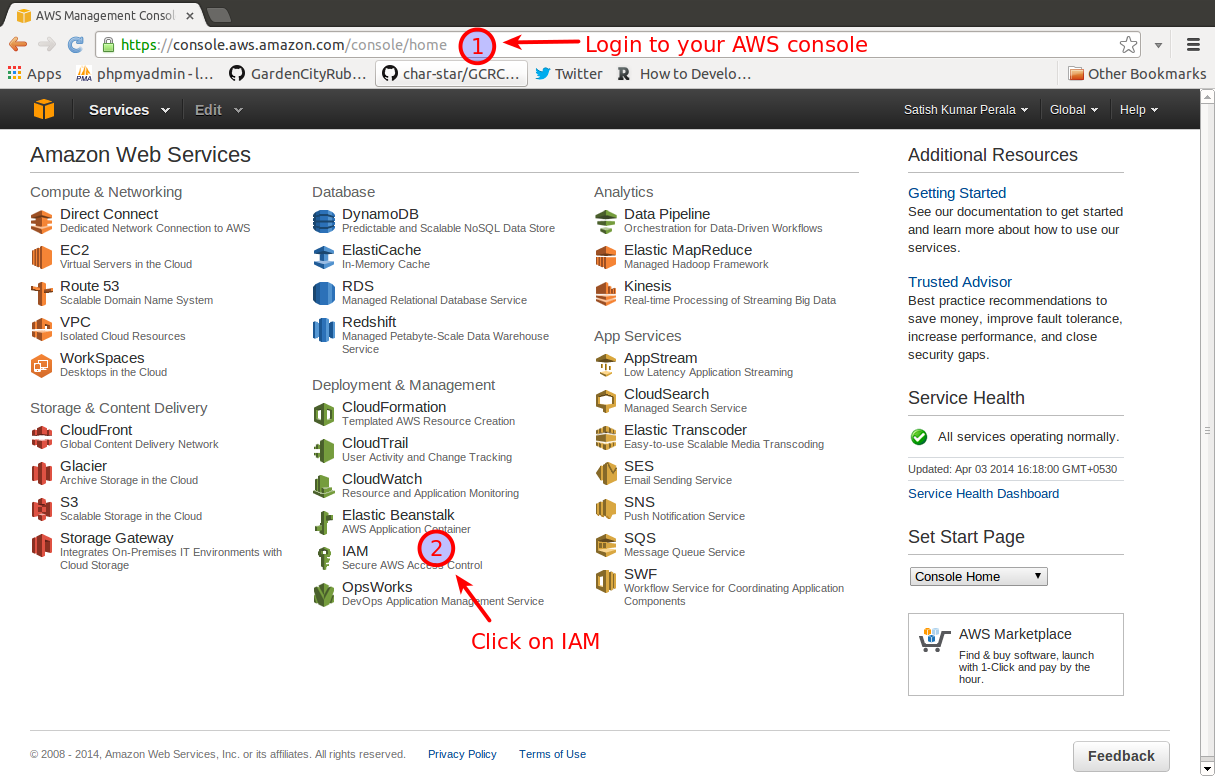 AWS Management Consol
https://console.aws.amazon.com/console/home
1
Login to your AWS console
Apps
phpmyadmin - l...
GardenCityRub...
char-star/GCRC...
Twitter
How to Develo...
Other Bookmarks
Services
Edit
Satish Kumar Perala
Global
Help
Amazon Web Services
Compute & Networking
Direct Connect
Dedicated Network Connection to AWS
EC2
Virtual Servers in the Cloud
Route 53
Scalable Domain Name System
VPC
Isolated Cloud Resources
WorkSpaces
Desktops in the Cloud
Storage & Content Delivery
CloudFront
Global Content Delivery Network
Glacier
Archive Storage in the Cloud
S3
Scalable Storage in the Cloud
Storage Gateway
Integrates On-Premises IT Environments with
Cloud Storage
Database
DynamoDB
Predictable and Scalable NoSQL Data Store
ElastiCache
In-Memory Cache
RDS
Managed Relational Database Service
Redshift
Managed Petabyte-Scale Data Warehouse
Service
Deployment & Management
CloudFormation
Templated AWS Resource Creation
CloudTrail
User Activity and Change Tracking
CloudWatch
Resource and Application Monitoring
Elastic Beanstalk
AWS Application Container
IAM
2
Secure AWS Access Control
OpsWorks
DevOps Application Management Service
Click on IAM
Analytics
Data Pipeline
Orchestration for Data-Driven Workflows
Elastic MapReduce
Managed Hadoop Framework
Kinesis
Real-time Processing of Streaming Big Data
App Services
AppStream
Low Latency Application Streaming
CloudSearch
Managed Search Service
Elastic Transcoder
Easy-to-use Scalable Media Transcoding
SES
Email Sending Service
SNS
Push Notification Service
SQS
Message Queue Service
SWF
Workflow Service for Coordinating Application
Components
Additional Resources
Getting Started
See our documentation to get started
and learn more about how to use our
services.
Trusted Advisor
Best practice recommendations to
save money, improve fault tolerance,
increase performance, and close
security gaps.
Service Health
All services operating normally.
Updated: Apr 03 2014 16:18:00 GMT+0530
Service Health Dashboard
Set Start Page
Console Home
AWS Marketplace
Find & buy software, launch
with 1-Click and pay by the
hour.
© 2008 - 2014, Amazon Web Services, Inc. or its affiliates. All rights reserved.
Privacy Policy
Terms of Use
Feedback